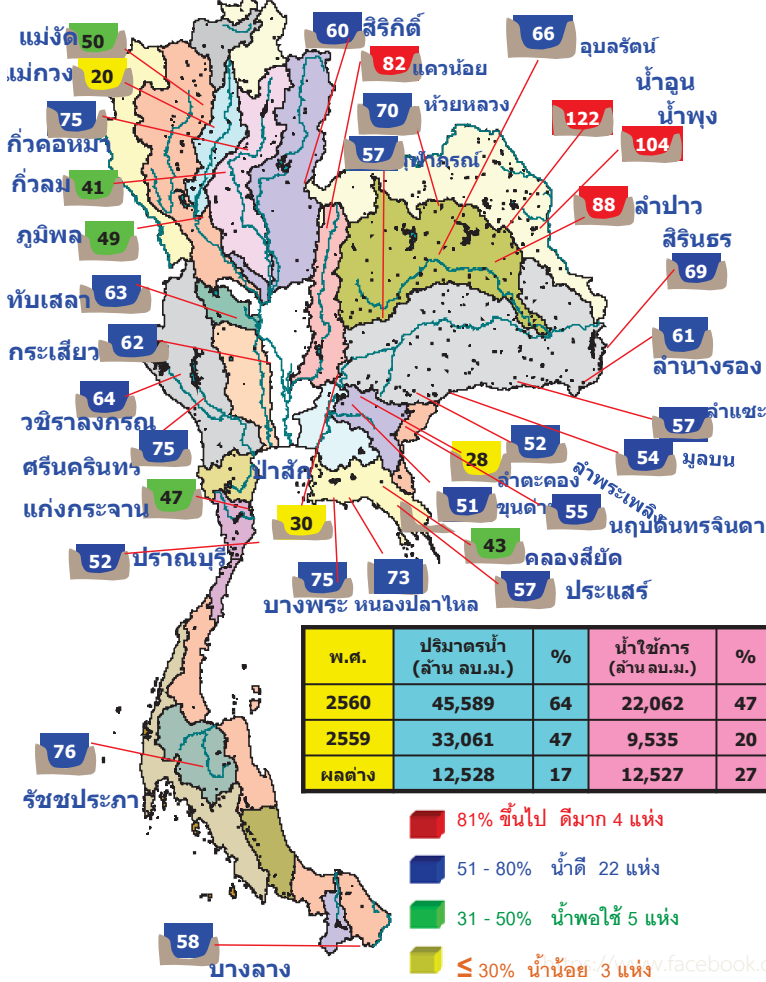 แม่งัด
50
60
สิริกิติ์
66
อุบลรัตน์
แม่กวง
20
82
แควน้อย
น้ำอูน
75
70
ห้วยหลวง
122
น้ำพุง
กิ่วคอหมา
57
104
กิ่วลม
41
88
ลำปาว
ภูมิพล
49
สิรินธร
69
ทับเสลา
63
กระเสียว
62
61
ลำนางรอง
64
วชิราลงกรณ
57
ลำแชะ
75
52
54
มูลบน
ศรีนครินทร
ป่าสัก
28
ลำตะคอง
ลำพระเพลิง
แก่งกระจาน
47
51
ขุนด่าน
55
นฤบดินทรจินดา
30
43
คลองสียัด
52
ปราณบุรี
75
73
57
ประแสร์
บางพระ
หนองปลาไหล
พ.ศ. ปริมาตรน้ำ % น้ำใช้การ %
(ล้าน ลบ.ม.) (ล้าน ลบ.ม.)
2560 45,589 64 22,062 47
2559 33,061 47 9,535 20
ผลต่าง 12,528 17 12,527 27
76
รัชชประภา
81% ขึ้นไป ดีมาก 4 แห่ง
51 - 80% น้ำดี 22 แห่ง
31 - 50% น้ำพอใช้ 5 แห่ง
≤ 30% น้ำน้อย 3 แห่ง
58
บางลาง